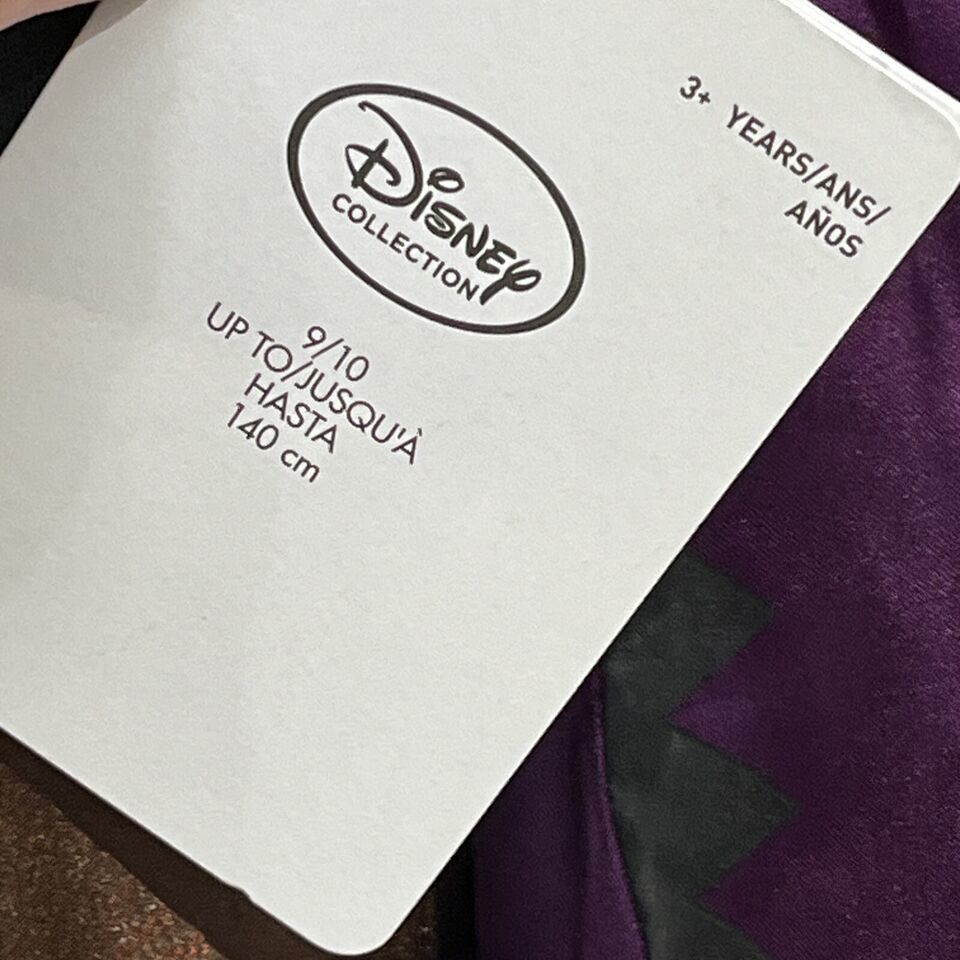 3+ YEARS/ANS/
AÑOS
Disney
COLLECTION
9/10
UP TO/JUSQU'À
HASTA
140 cm